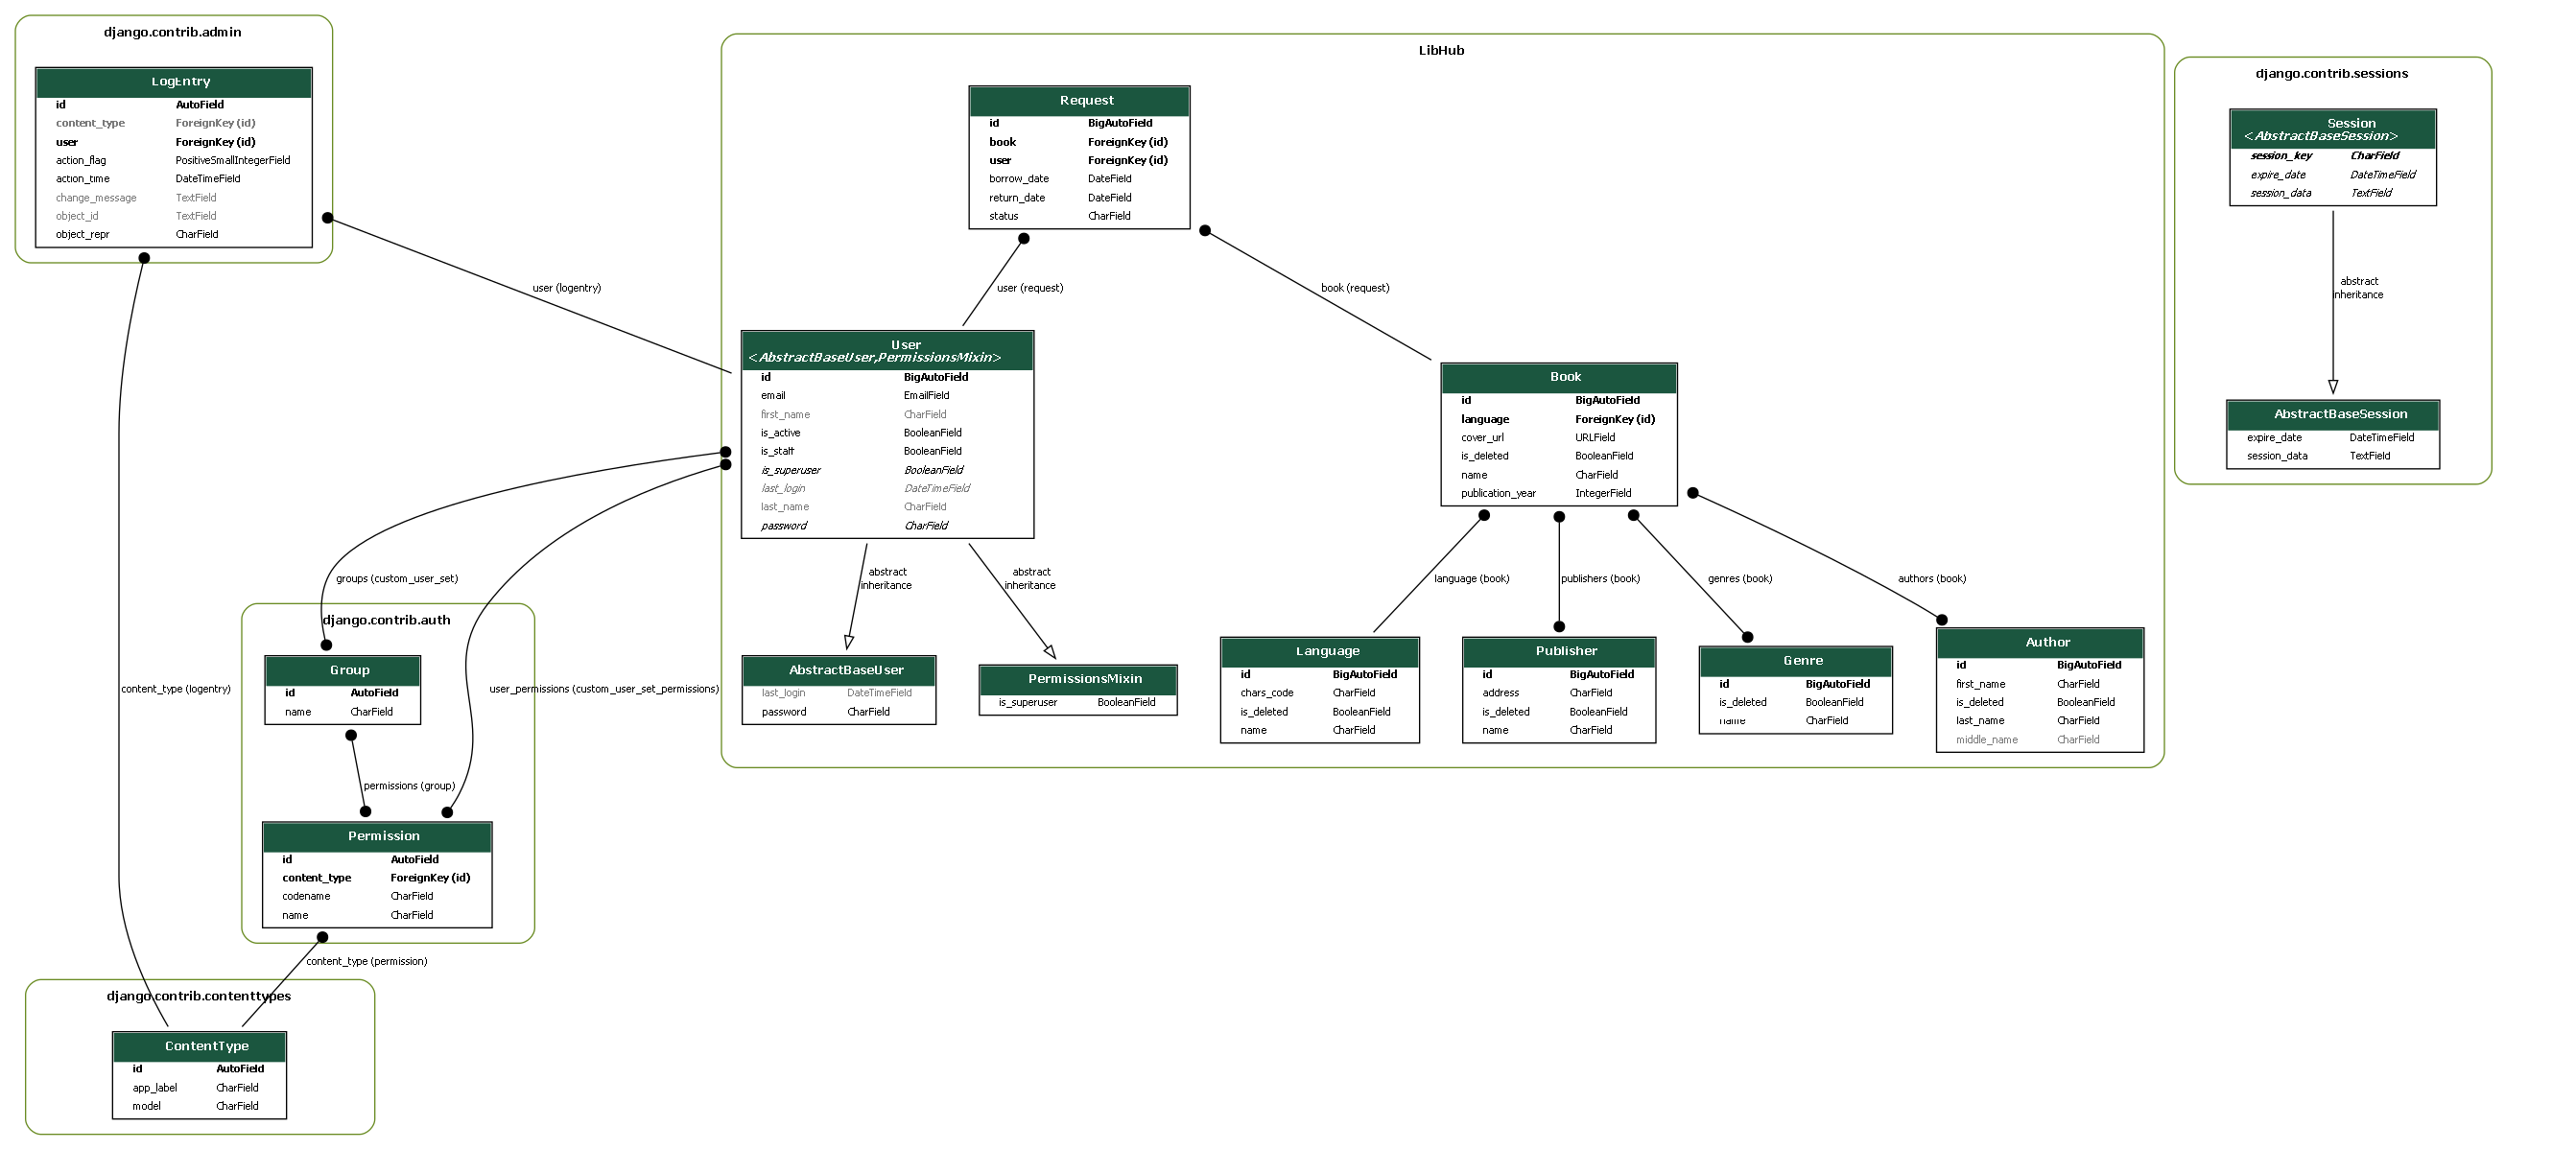 django.contrib.admin
LogEntry
id AutoField
content_type ForeignKey (id)
user ForeignKey (id)
action_flag PositiveSmallIntegerField
action_time DateTimeField
change_message TextField
object_id TextField
object_repr CharField
LibHub
Request
id BigAutoField
book ForeignKey (id)
user ForeignKey (id)
borrow_date DateField
return_date DateField
status CharField
django.contrib.sessions
Session
<AbstractBaseSession>
session_key CharField
expire_date DateTimeField
session_data TextField
user (logentry)
user (request)
book (request)
abstract
inheritance
User
<AbstractBaseUser,PermissionsMixin>
id BigAutoField
email EmailField
first_name CharField
is_active BooleanField
is_staff BooleanField
is_superuser BooleanField
last_login DateTimeField
last_name CharField
password CharField
Book
id BigAutoField
language ForeignKey (id)
cover_url URLField
is_deleted BooleanField
name CharField
publication_year IntegerField
AbstractBaseSession
expire_date DateTimeField
session_data TextField
groups (custom_user_set)
abstract
inheritance
abstract
inheritance
language (book)
publishers (book)
genres (book)
authors (book)
django.contrib.auth
Group
id AutoField
name CharField
content_type (logentry)
user_permissions (custom_user_set_permissions)
AbstractBaseUser
last_login DateTimeField
password CharField
PermissionsMixin
is_superuser BooleanField
Language
id BigAutoField
chars_code CharField
is_deleted BooleanField
name CharField
Publisher
id BigAutoField
address CharField
is_deleted BooleanField
name CharField
Genre
id BigAutoField
is_deleted BooleanField
name CharField
Author
id BigAutoField
first_name CharField
is_deleted BooleanField
last_name CharField
middle_name CharField
permissions (group)
Permission
id AutoField
content_type ForeignKey (id)
codename CharField
name CharField
content_type (permission)
django.contrib.contenttypes
ContentType
id AutoField
app_label CharField
model CharField